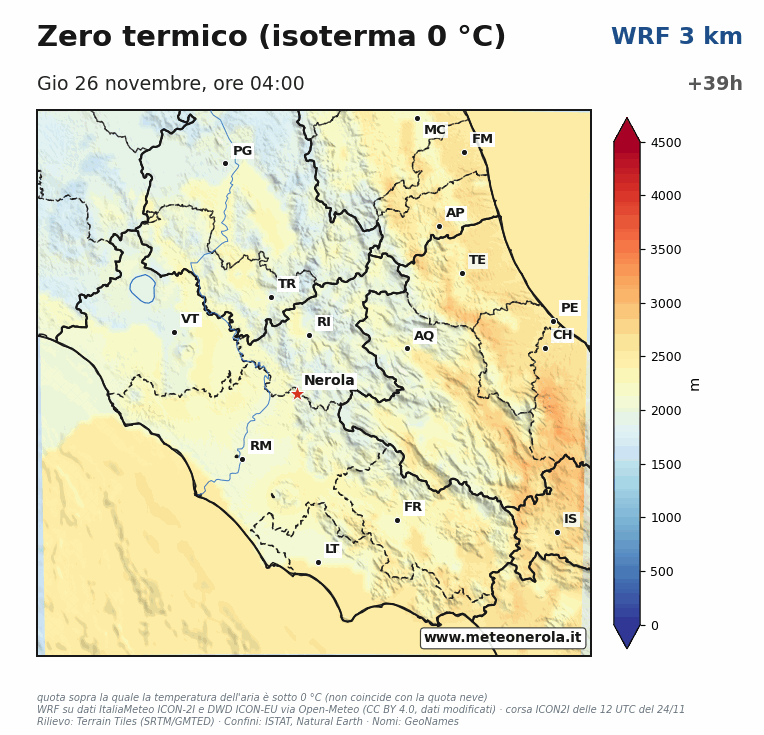 Zero termico (isoterma 0 °C)
WRF 3 km
Gio 26 novembre, ore 04:00
+39h
MC
FM
PG
AP
TE
TR
PE
VT
RI
CH
AQ
Nerola
RM
FR
IS
LT
www.meteonerola.it
4500
4000
3500
3000
2500
2000
1500
1000
500
0
m
quota sopra la quale la temperatura dell'aria è sotto 0 °C (non coincide con la quota neve)
WRF su dati ItaliaMeteo ICON-2I e DWD ICON-EU via Open-Meteo (CC BY 4.0, dati modificati) · corsa ICON2I delle 12 UTC del 24/11
Rilievo: Terrain Tiles (SRTM/GMTED) · Confini: ISTAT, Natural Earth · Nomi: GeoNames